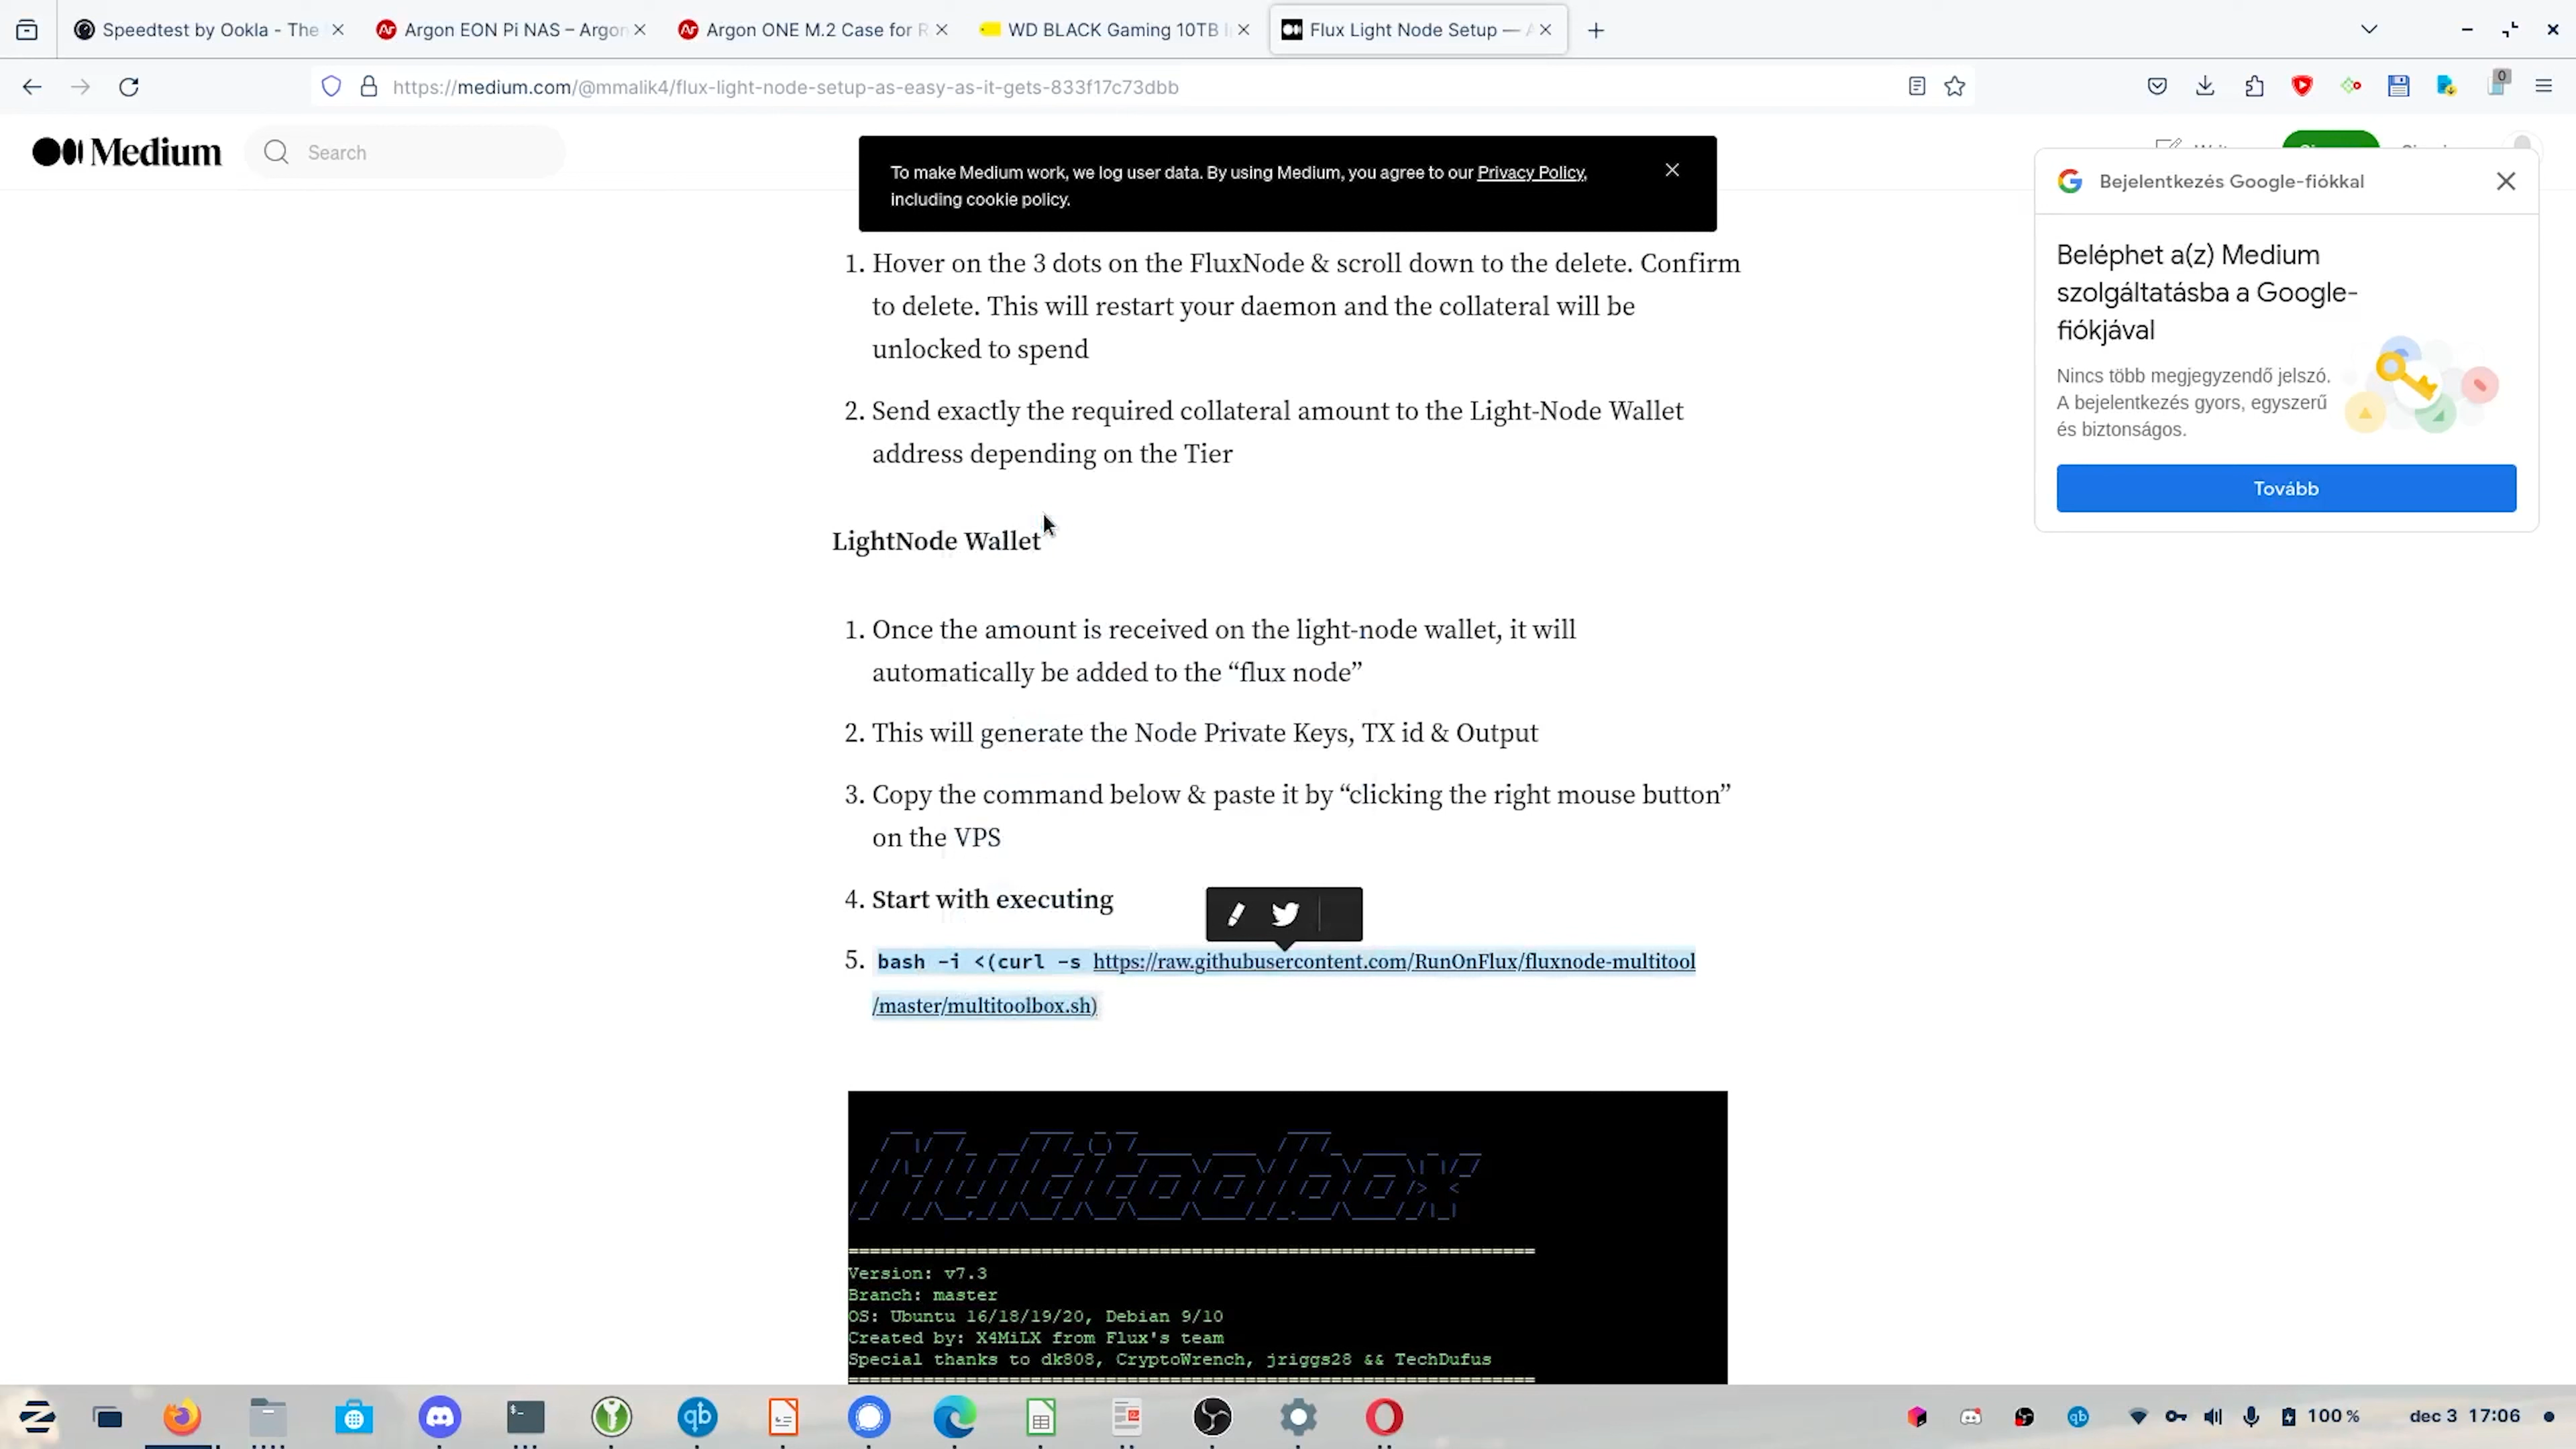 Speedtest by Ookla - The
Argon EON Pi NAS – Argon
Argon ONE M.2 Case for R
WD BLACK Gaming 10TB I
Flux Light Node Setup — A
https://medium.com/@mmalik4/flux-light-node-setup-as-easy-as-it-gets-833f17c73dbb
0
Medium
Search
To make Medium work, we log user data. By using Medium, you agree to our Privacy Policy,
including cookie policy.
Bejelentkezés Google-fiókkal
Beléphet a(z) Medium
szolgáltatásba a Google-
fiókjával
Nincs több megjegyzendő jelszó.
A bejelentkezés gyors, egyszerű
és biztonságos.
Tovább
1. Hover on the 3 dots on the FluxNode & scroll down to the delete. Confirm
to delete. This will restart your daemon and the collateral will be
unlocked to spend
2. Send exactly the required collateral amount to the Light-Node Wallet
address depending on the Tier
LightNode Wallet
1. Once the amount is received on the light-node wallet, it will
automatically be added to the “flux node”
2. This will generate the Node Private Keys, TX id & Output
3. Copy the command below & paste it by “clicking the right mouse button”
on the VPS
4. Start with executing
5. bash -i <(curl -s https://raw.githubusercontent.com/RunOnFlux/fluxnode-multitool
/master/multitoolbox.sh)
Multitoolbox
Version: v7.3
Branch: master
OS: Ubuntu 16/18/19/20, Debian 9/10
Created by: X4MiLX from Flux's team
Special thanks to dk808, CryptoWrench, jriggs28 && TechDufus
qb
100 %
dec 3 17:06